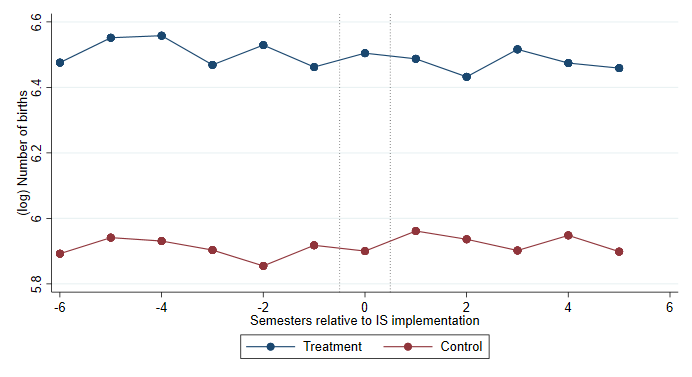 (log) Number of births
6.6
6.4
6.2
6
5.8
-6 -4 -2 0 2 4 6
Semesters relative to IS implementation
Treatment Control